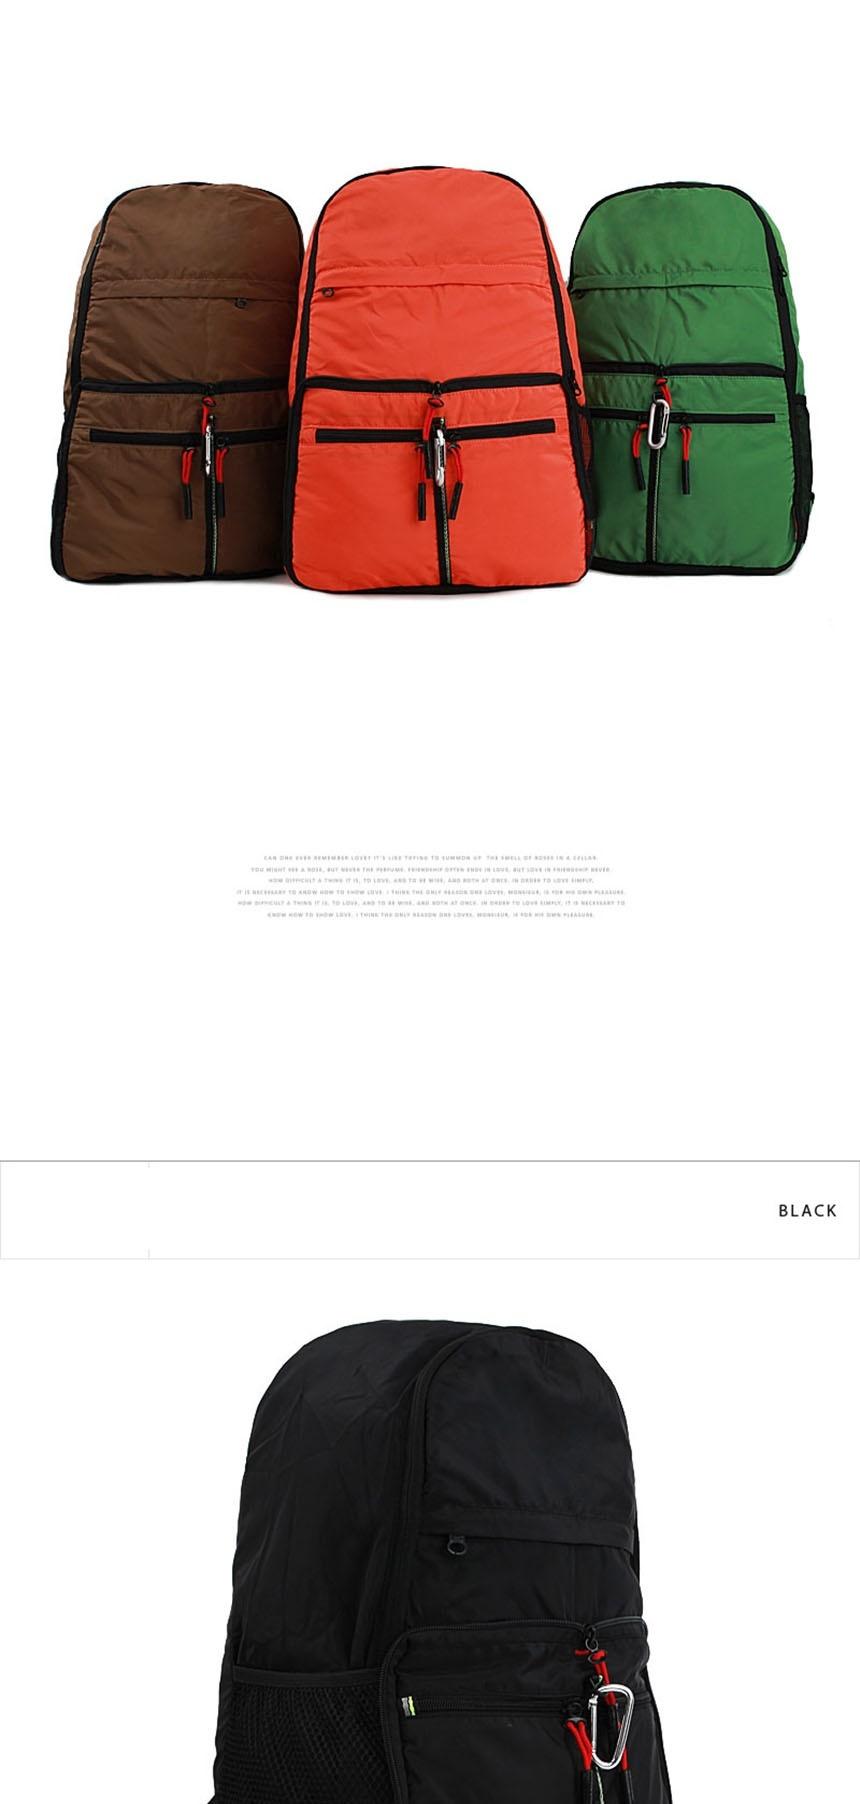 CAN ONE EVER REMEMBER LOVE? IT'S LIKE TRYING TO SUMMON UP THE SMELL OF ROSES IN A CELLAR.
YOU MIGHT SEE A ROSE, BUT NEVER THE PERFUME. FRIENDSHIP OFTEN ENDS IN LOVE, BUT LOVE IN FRIENDSHIP NEVER.
HOW DIFFICULT A THING IT IS, TO LOVE, AND TO BE WISE, AND BOTH AT ONCE. IN ORDER TO LOVE SIMPLY,
IT IS NECESSARY TO KNOW HOW TO SHOW LOVE. I THINK THE ONLY REASON ONE LOVES, MONSIEUR, IS FOR HIS OWN PLEASURE.
HOW DIFFICULT A THING IT IS, TO LOVE, AND TO BE WISE, AND BOTH AT ONCE. IN ORDER TO LOVE SIMPLY, IT IS NECESSARY TO
KNOW HOW TO SHOW LOVE. I THINK THE ONLY REASON ONE LOVES, MONSIEUR, IS FOR HIS OWN PLEASURE.
BLACK